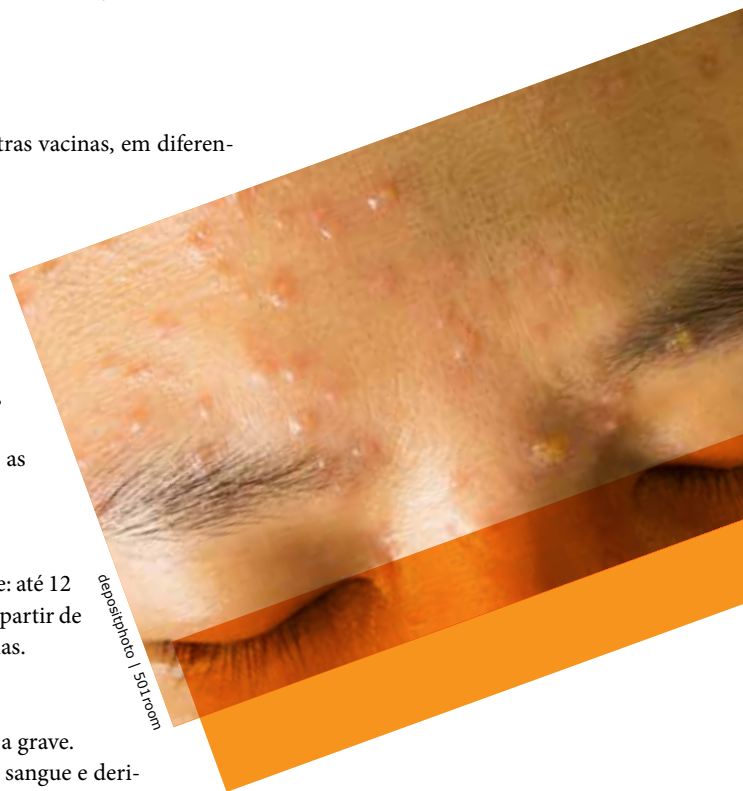 tras vacinas, em diferen-
as
e: até 12
partir de
as.
a grave.
sangue e deri-
depositphoto | 501room